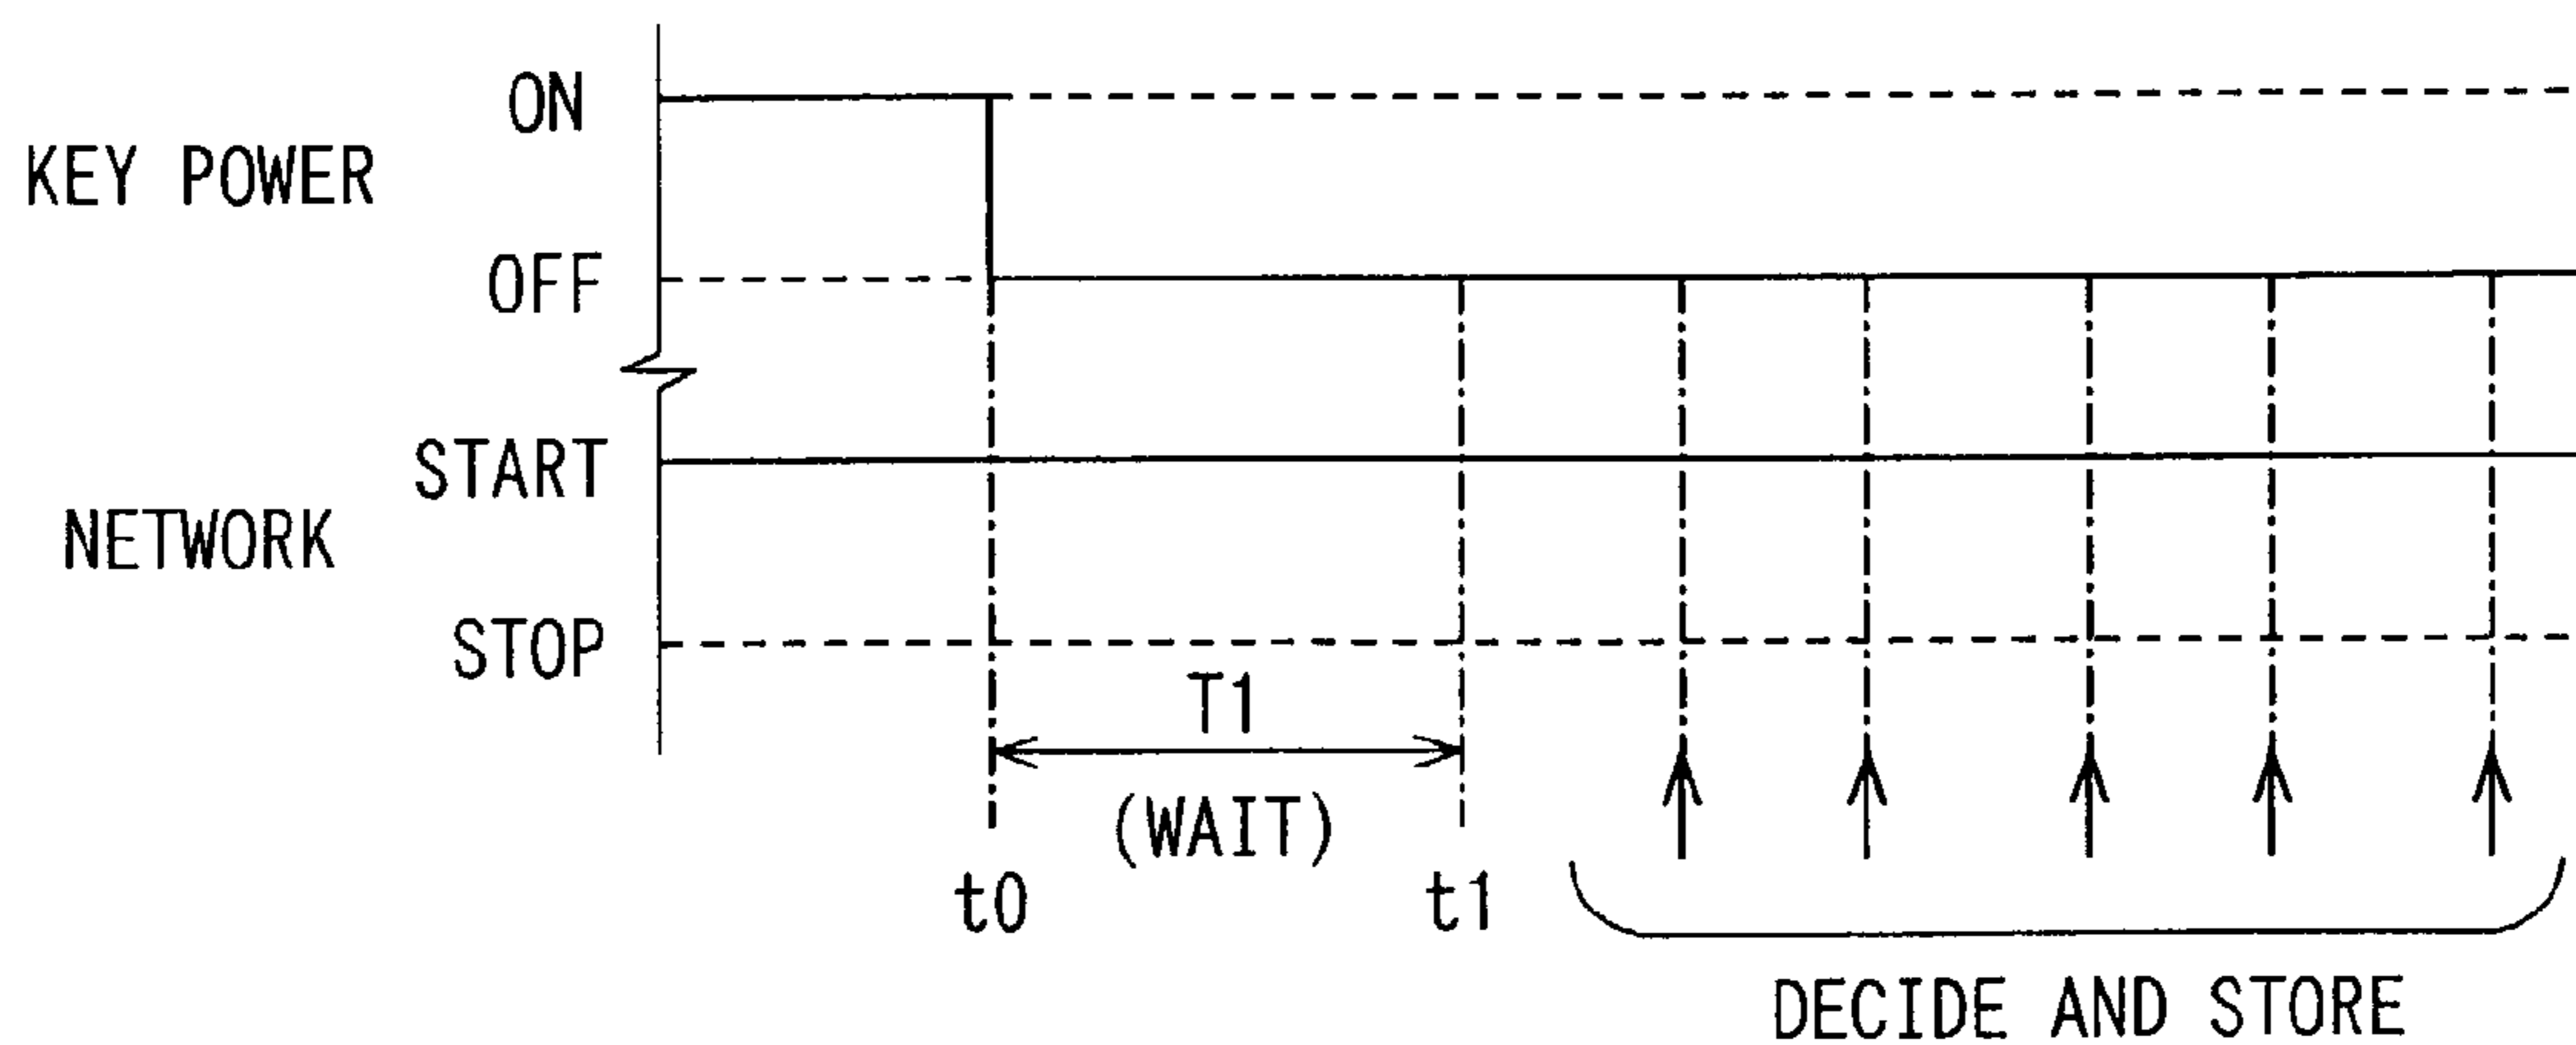 ON
KEY POWER
OFF
START
NETWORK
STOP
T1
(WAIT)
t0
t1
DECIDE AND STORE